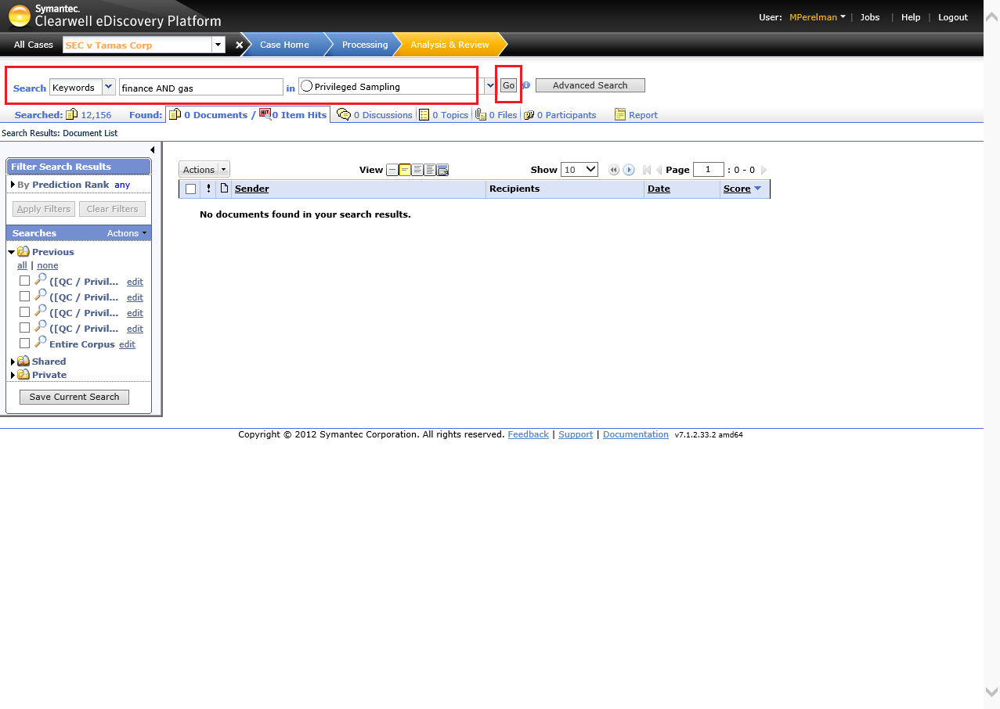 Symantec.
Clearwell eDiscovery Platform
User: MPerelman | Jobs | Help | Logout
All Cases SEC v Tamas Corp Case Home Processing Analysis & Review
Search Keywords finance AND gas in Privileged Sampling Go Advanced Search
Searched: 12,156 Found: 0 Documents / HIT 0 Item Hits 0 Discussions 0 Topics 0 Files 0 Participants Report
Search Results: Document List
Filter Search Results
By Prediction Rank any
Apply Filters Clear Filters
Searches Actions
Previous
all | none
([QC / Privil... edit
([QC / Privil... edit
([QC / Privil... edit
([QC / Privil... edit
Entire Corpus edit
Shared
Private
Save Current Search
Actions View Show 10 Page 1 : 0 - 0
! Sender Recipients Date Score
No documents found in your search results.
Copyright © 2012 Symantec Corporation. All rights reserved. Feedback | Support | Documentation v7.1.2.33.2 amd64